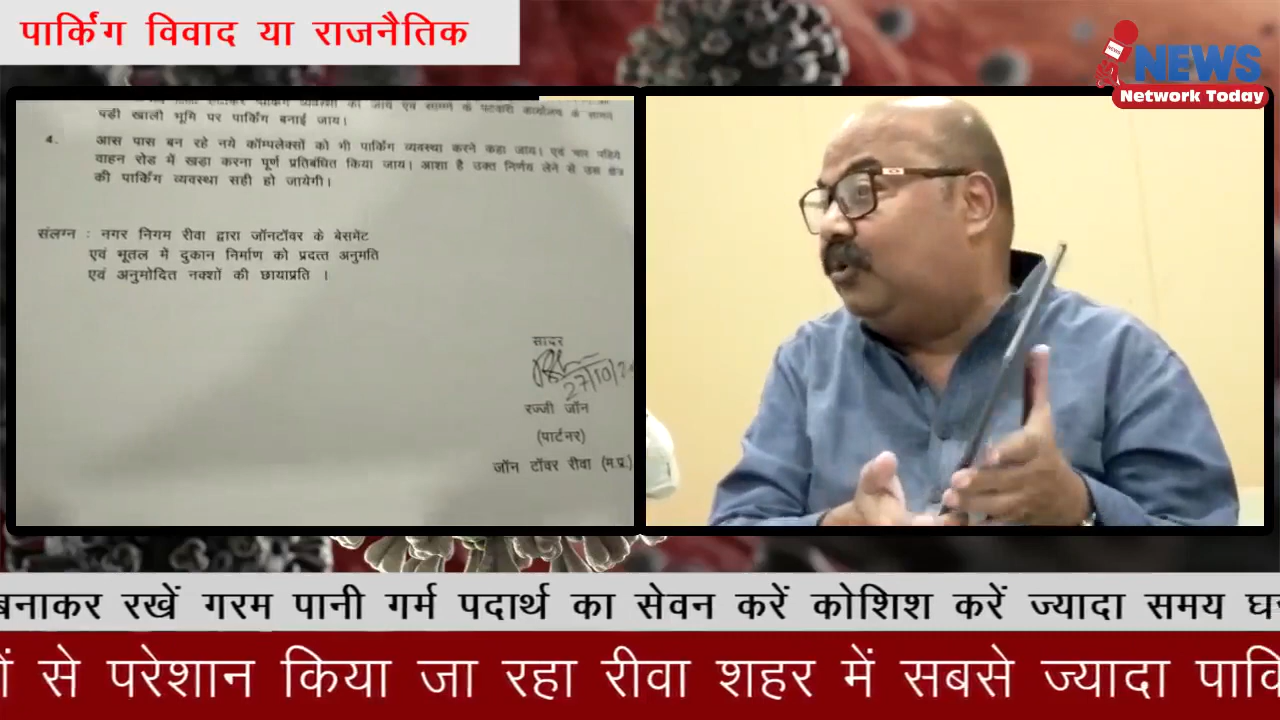 पार्किंग विवाद या राजनैतिक
NEWS
iNEWS
Network Today
पड़ी खाली भूमि पर पार्किंग बनाई जाय।
4. आस पास बन रहे नये कॉम्पलेक्सों को भी पार्किंग व्यवस्था करने कहा जाय। एवं चार पहिये
वाहन रोड में खड़ा करना पूर्ण प्रतिबंधित किया जाय। आशा है उक्त निर्णय लेने से उस क्षेत्र
की पार्किंग व्यवस्था सही हो जायेगी।
संलग्न : नगर निगम रीवा द्वारा जॉनटॉवर के बेसमेंट
एवं भूतल में दुकान निर्माण को प्रदत्त अनुमति
एवं अनुमोदित नक्शों की छायाप्रति ।
सादर
27/10/
रज्जी जॉन
(पार्टनर)
जॉन टॉवर रीवा (म.प्र.)
बनाकर रखें गरम पानी गर्म पदार्थ का सेवन करें कोशिश करें ज्यादा समय
से परेशान किया जा रहा रीवा शहर में सबसे ज्यादा